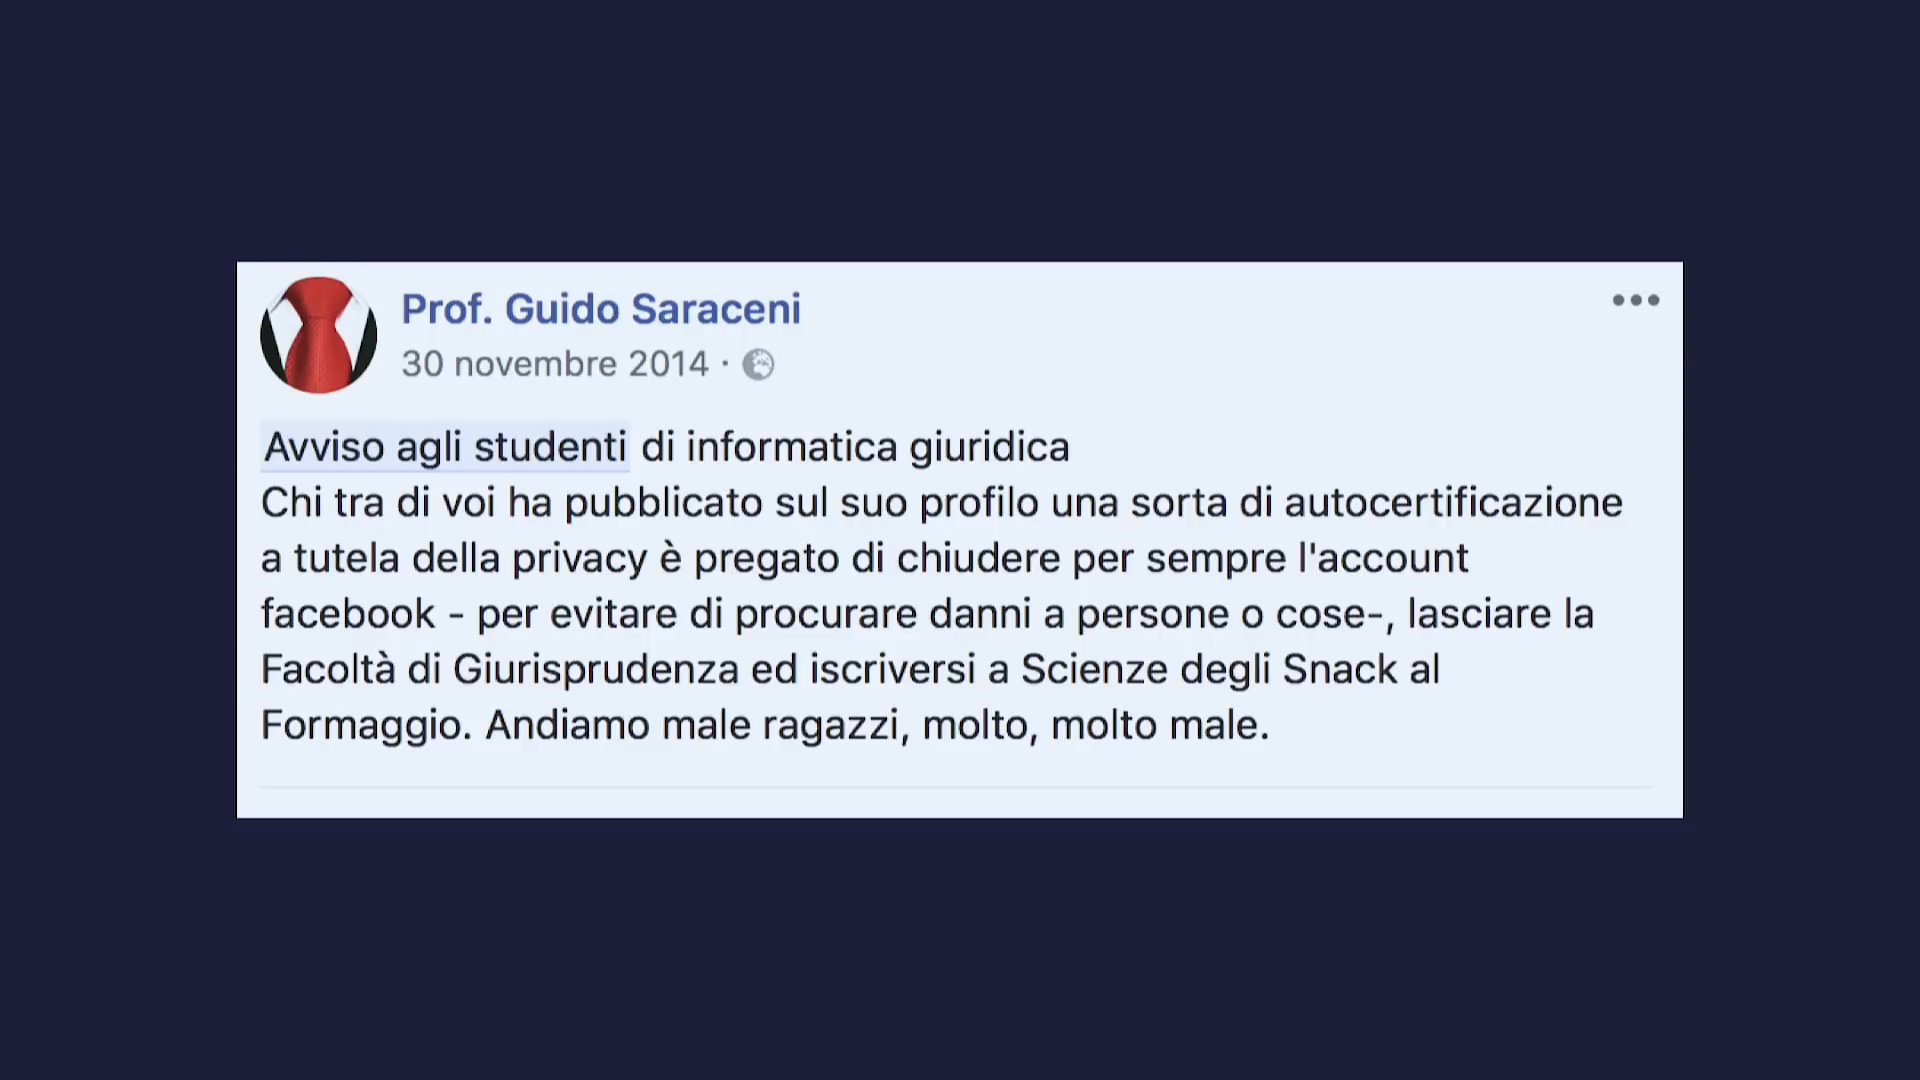 Prof. Guido Saraceni
30 novembre 2014 ·
Avviso agli studenti di informatica giuridica
Chi tra di voi ha pubblicato sul suo profilo una sorta di autocertificazione
a tutela della privacy è pregato di chiudere per sempre l'account
facebook - per evitare di procurare danni a persone o cose-, lasciare la
Facoltà di Giurisprudenza ed iscriversi a Scienze degli Snack al
Formaggio. Andiamo male ragazzi, molto, molto male.